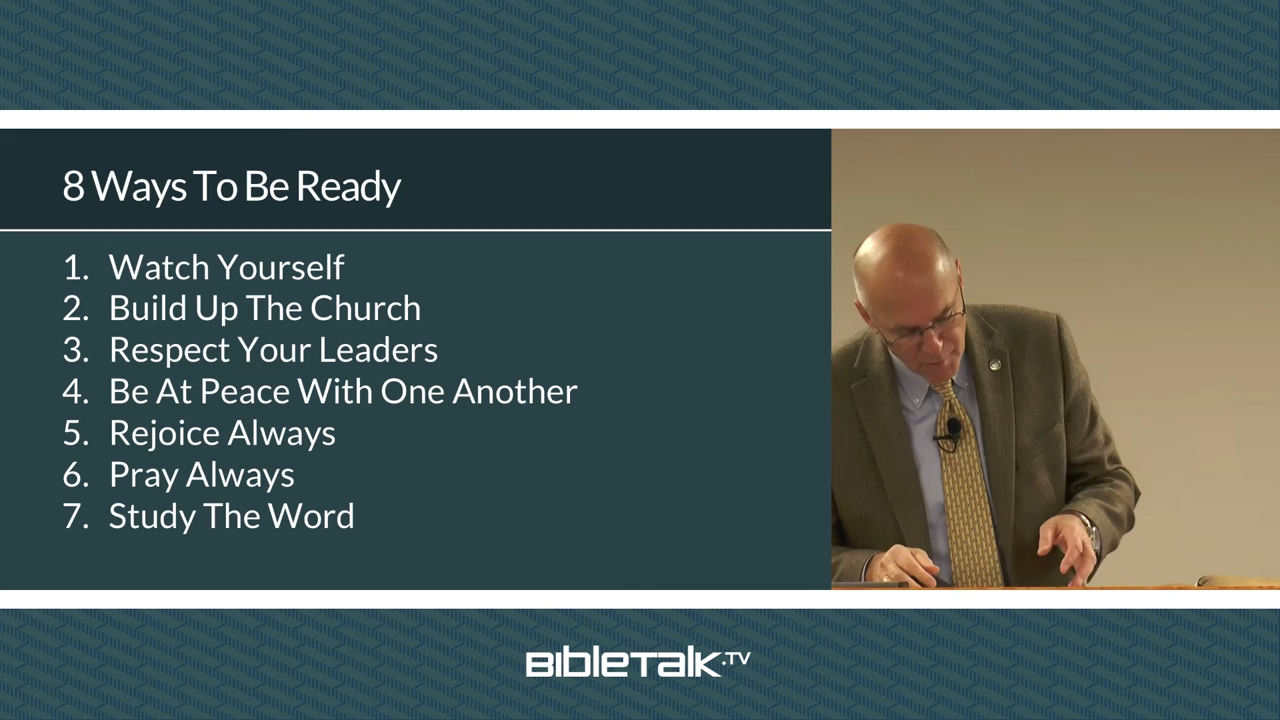 8 Ways To Be Ready
1. Watch Yourself
2. Build Up The Church
3. Respect Your Leaders
4. Be At Peace With One Another
5. Rejoice Always
6. Pray Always
7. Study The Word
BibleTalk.TV